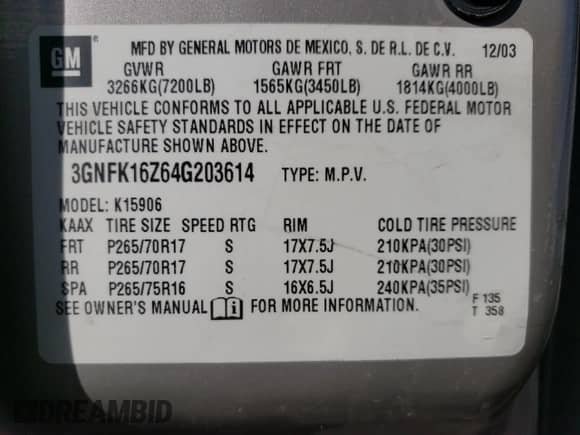 GM
MFD BY GENERAL MOTORS DE MEXICO, S. DE R.L. DE C.V. 12/03
GVWR GAWR FRT GAWR RR
3266KG(7200LB) 1565KG(3450LB) 1814KG(4000LB)
THIS VEHICLE CONFORMS TO ALL APPLICABLE U.S. FEDERAL MOTOR
VEHICLE SAFETY STANDARDS IN EFFECT ON THE DATE OF
MANUFACTURE SHOWN ABOVE.
3GNFK16Z64G203614 TYPE: M.P.V.
MODEL: K15906
KAAX TIRE SIZE SPEED RTG RIM COLD TIRE PRESSURE
FRT P265/70R17 S 17X7.5J 210KPA(30PSI)
RR P265/70R17 S 17X7.5J 210KPA(30PSI)
SPA P265/75R16 S 16X6.5J 240KPA(35PSI)
SEE OWNER'S MANUAL FOR MORE INFORMATION.
F 135
T 358
DREAMBID